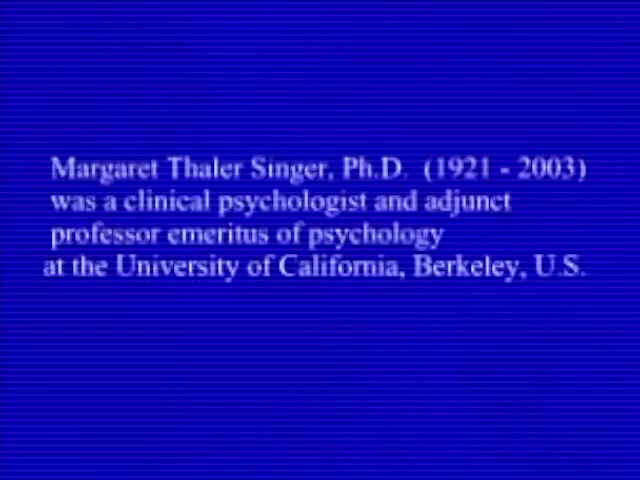 Margaret Thaler Singer, Ph.D. (1921 - 2003)
was a clinical psychologist and adjunct
professor emeritus of psychology
at the University of California, Berkeley, U.S.